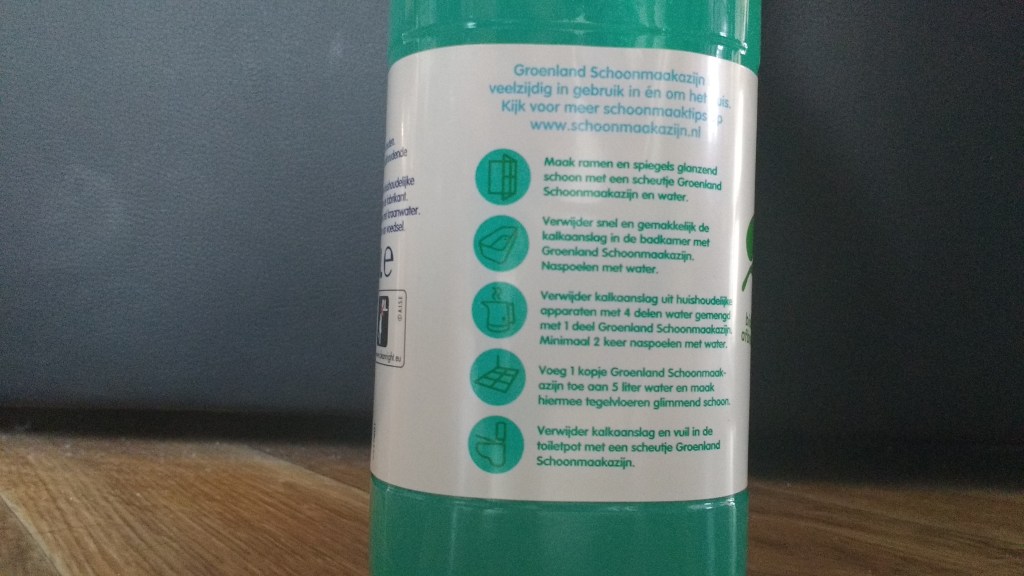 Groenland Schoonmaakazijn
veelzijdig in gebruik in én om het
Kijk voor meer schoonmaaktips
www.schoonmaakazijn.nl
Maak ramen en spiegels glanzend
schoon met een scheutje Groenland
Schoonmaakazijn en water.
Verwijder snel en gemakkelijk de
kalkaanslag in de badkamer met
Groenland Schoonmaakazijn.
Naspoelen met water.
Verwijder kalkaanslag uit huishoudelijke
apparaten met 4 delen water gemengd
met 1 deel Groenland Schoonmaakazijn.
Minimaal 2 keer naspoelen met water.
Voeg 1 kopje Groenland Schoonmaak-
azijn toe aan 5 liter water en maak
hiermee tegelvloeren glimmend schoon.
Verwijder kalkaanslag en vuil in de
toiletpot met een scheutje Groenland
Schoonmaakazijn.
kraanwater.
voedsel.
e